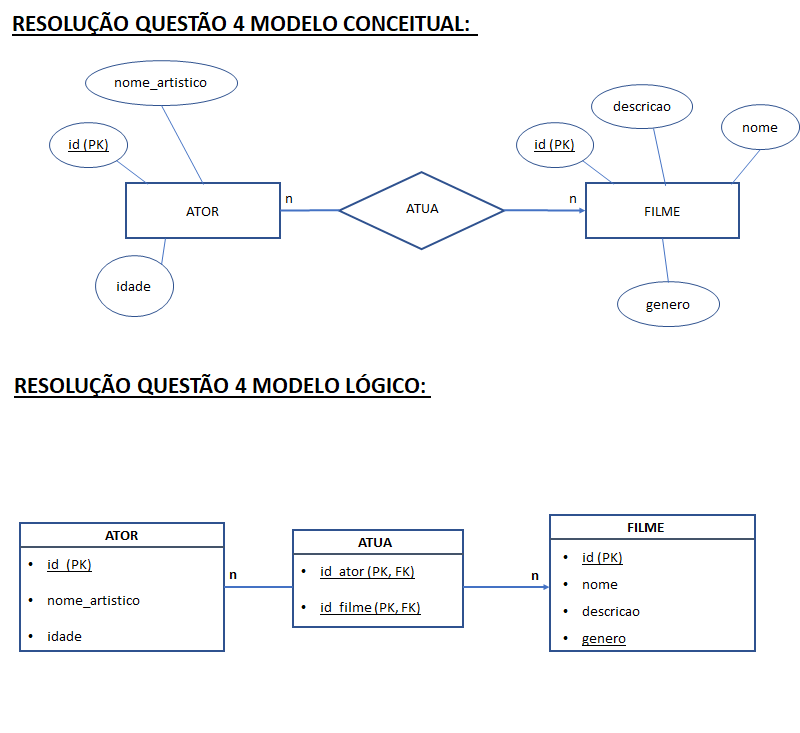 RESOLUÇÃO QUESTÃO 4 MODELO CONCEITUAL:
nome_artistico
id (PK)
ATOR
idade
n
ATUA
n
id (PK)
descricao
nome
FILME
genero
RESOLUÇÃO QUESTÃO 4 MODELO LÓGICO:
ATOR
• id_(PK)
• nome_artistico
• idade
n
ATUA
• id_ator (PK, FK)
• id_filme (PK, FK)
n
FILME
• id (PK)
• nome
• descricao
• genero